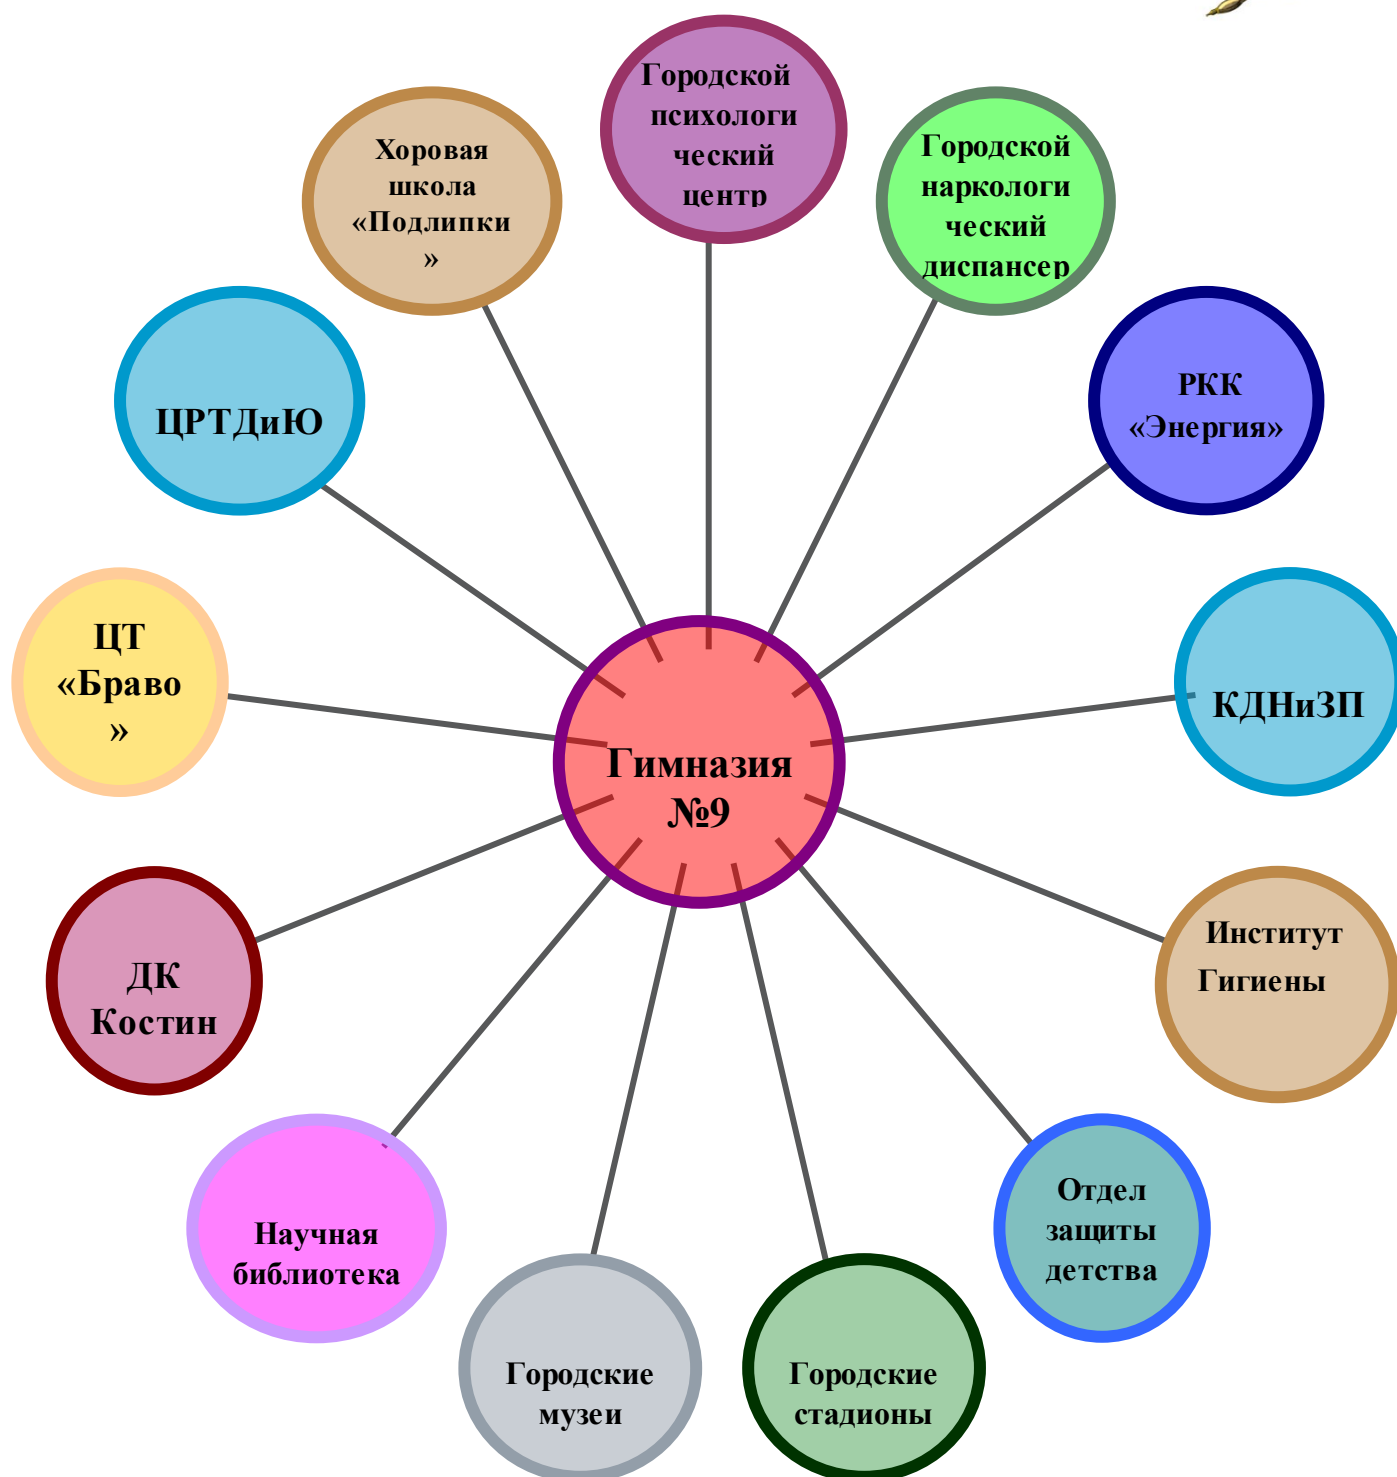 Городской
психологи
ческий
центр
Городской
наркологи
ческий
диспансер
РКК
«Энергия»
КДНиЗП
Институт
Гигиены
Отдел
защиты
детства
Городские
стадионы
Городские
музеи
Научная
библиотека
ДК
Костин
ЦТ
«Браво
»
ЦРТДиЮ
Хоровая
школа
«Подлипки
»
Гимназия
№9